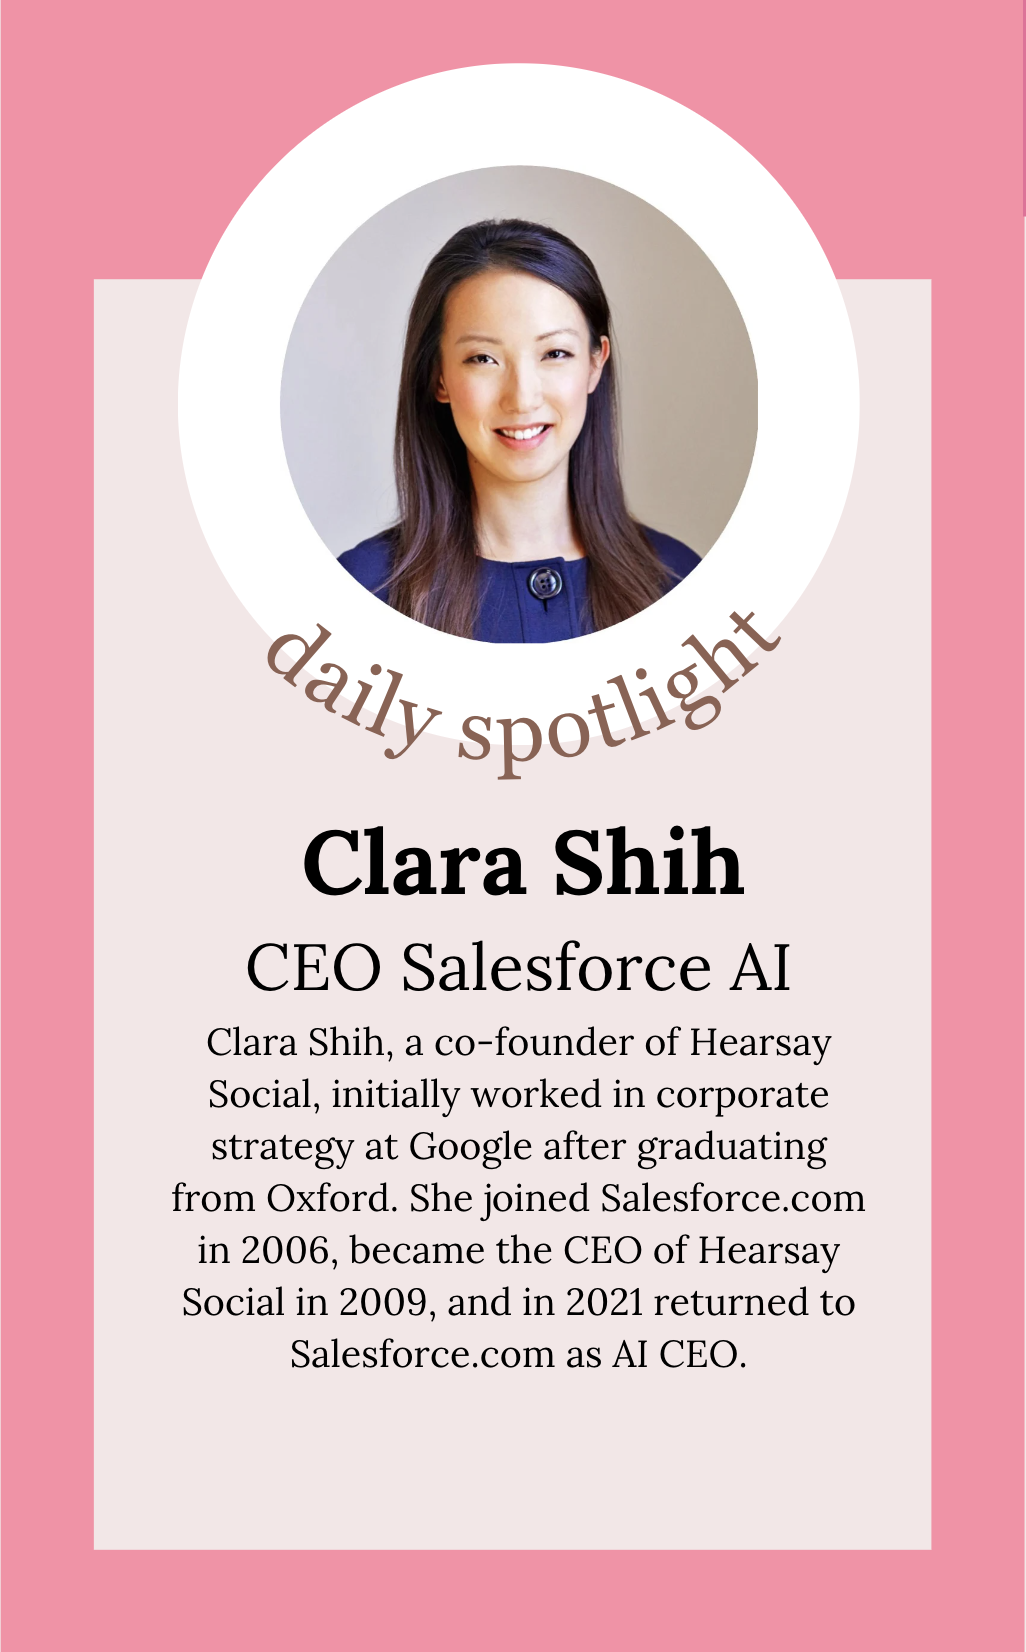 daily spotlight
Clara Shih
CEO Salesforce AI
Clara Shih, a co-founder of Hearsay
Social, initially worked in corporate
strategy at Google after graduating
from Oxford. She joined Salesforce.com
in 2006, became the CEO of Hearsay
Social in 2009, and in 2021 returned to
Salesforce.com as AI CEO.